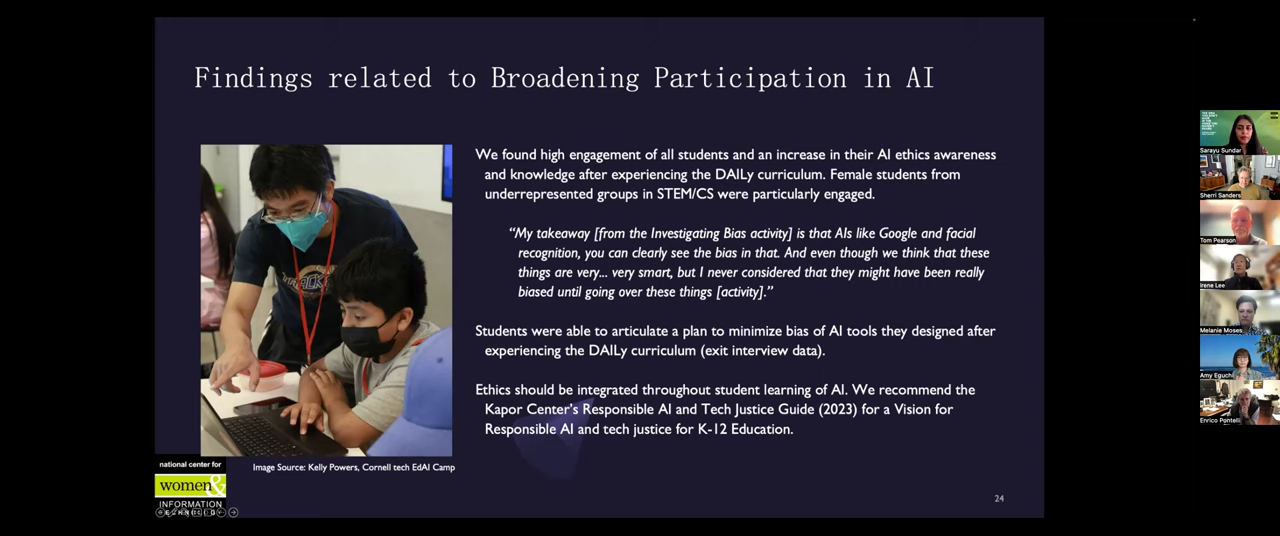 Findings related to Broadening Participation in AI
We found high engagement of all students and an increase in their AI ethics awareness
and knowledge after experiencing the DAILy curriculum. Female students from
underrepresented groups in STEM/CS were particularly engaged.
“My takeaway [from the Investigating Bias activity] is that AIs like Google and facial
recognition, you can clearly see the bias in that. And even though we think that these
things are very... very smart, but I never considered that they might have been really
biased until going over these things [activity].”
Students were able to articulate a plan to minimize bias of AI tools they designed after
experiencing the DAILy curriculum (exit interview data).
Ethics should be integrated throughout student learning of AI. We recommend the
Kapor Center’s Responsible AI and Tech Justice Guide (2023) for a Vision for
Responsible AI and tech justice for K-12 Education.
Image Source: Kelly Powers, Cornell tech EdAI Camp
national center for
women&
INFORMATION
24
Sarayu Sundar
Sherri Sanders
Tom Pearson
Irene Lee
Melanie Moses
Amy Eguchi
Enrico Pontelli